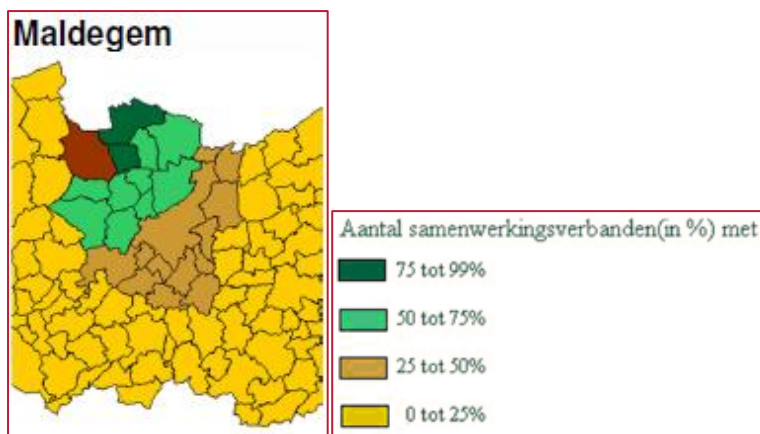 Maldegem
Aantal samenwerkingsverbanden(in %) met
75 tot 99%
50 tot 75%
25 tot 50%
0 tot 25%